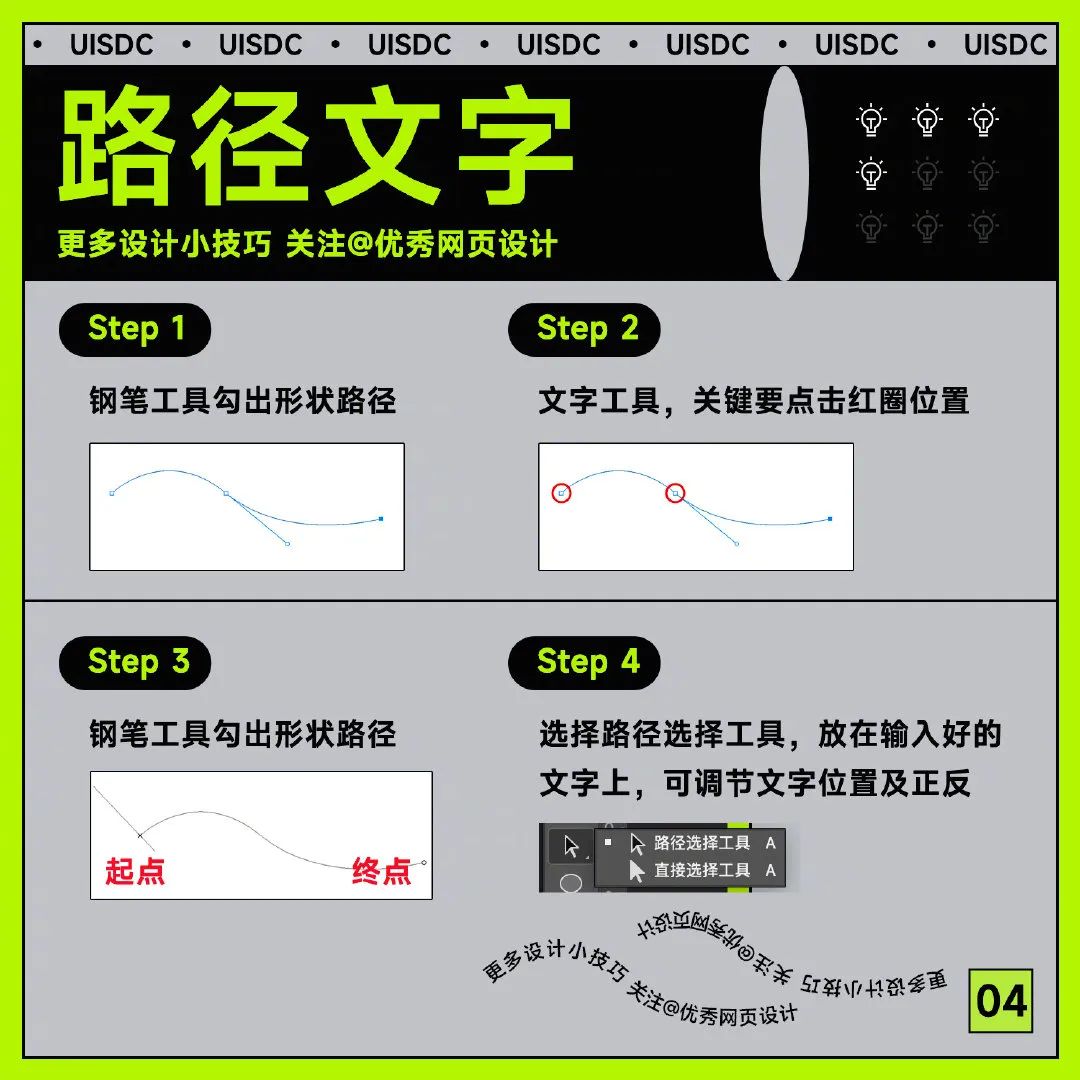 • UISDC • UISDC • UISDC • UISDC • UISDC • UISDC • UISDC
路径文字
更多设计小技巧 关注@优秀网页设计
Step 1
钢笔工具勾出形状路径
Step 2
文字工具，关键要点击红圈位置
Step 3
钢笔工具勾出形状路径
起点
终点
Step 4
选择路径选择工具，放在输入好的
文字上，可调节文字位置及正反
路径选择工具 A
直接选择工具 A
更多设计小技巧 关注@优秀网页设计
更多设计小技巧 关注@优秀网页设计
04